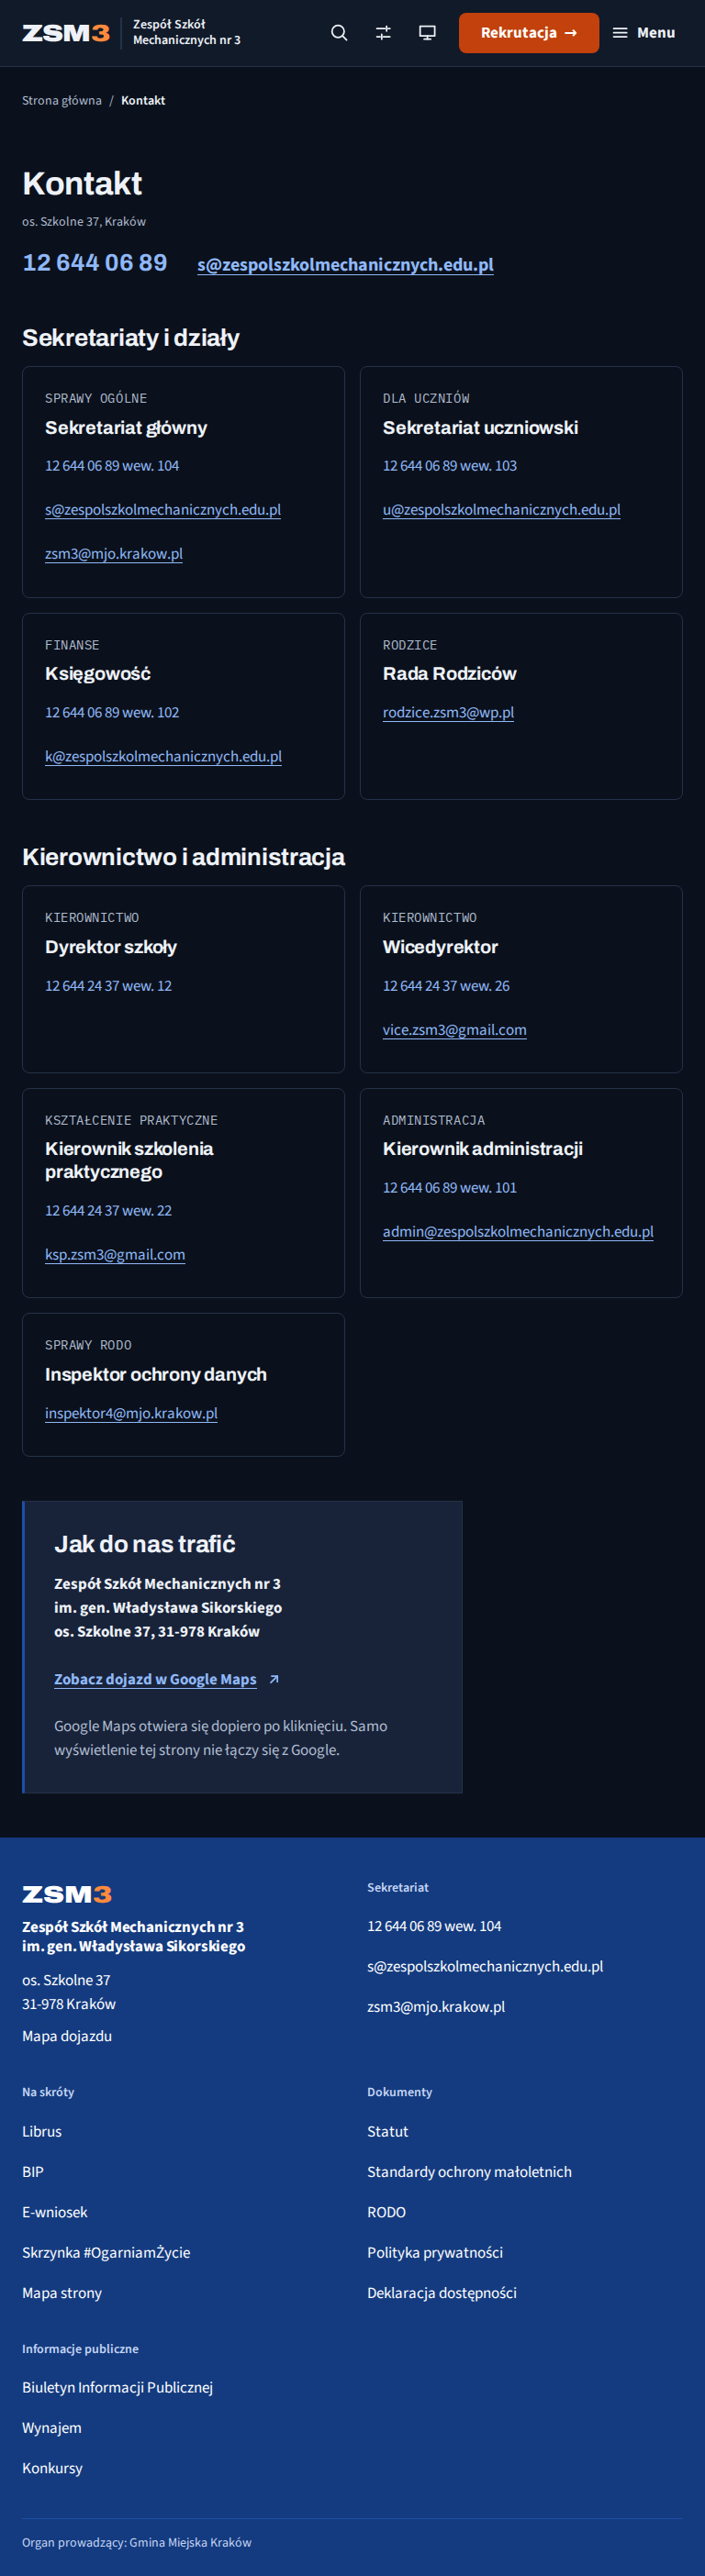 ZSM3
Zespół Szkół
Mechanicznych nr 3
Rekrutacja →
Menu
Strona główna / Kontakt
Kontakt
os. Szkolne 37, Kraków
12 644 06 89
s@zespolszkolmechanicznych.edu.pl
Sekretariaty i działy
SPRAWY OGÓLNE
Sekretariat główny
12 644 06 89 wew. 104
s@zespolszkolmechanicznych.edu.pl
zsm3@mjo.krakow.pl
DLA UCZNIÓW
Sekretariat uczniowski
12 644 06 89 wew. 103
u@zespolszkolmechanicznych.edu.pl
FINANSE
Księgowość
12 644 06 89 wew. 102
k@zespolszkolmechanicznych.edu.pl
RODZICE
Rada Rodziców
rodzice.zsm3@wp.pl
Kierownictwo i administracja
KIEROWNICTWO
Dyrektor szkoły
12 644 24 37 wew. 12
KIEROWNICTWO
Wicedyrektor
12 644 24 37 wew. 26
vice.zsm3@gmail.com
KSZTAŁCENIE PRAKTYCZNE
Kierownik szkolenia
praktycznego
12 644 24 37 wew. 22
ksp.zsm3@gmail.com
ADMINISTRACJA
Kierownik administracji
12 644 06 89 wew. 101
admin@zespolszkolmechanicznych.edu.pl
SPRAWY RODO
Inspektor ochrony danych
inspektor4@mjo.krakow.pl
Jak do nas trafić
Zespół Szkół Mechanicznych nr 3
im. gen. Władysława Sikorskiego
os. Szkolne 37, 31-978 Kraków
Zobacz dojazd w Google Maps ↗
Google Maps otwiera się dopiero po kliknięciu. Samo
wyświetlenie tej strony nie łączy się z Google.
ZSM3
Zespół Szkół Mechanicznych nr 3
im. gen. Władysława Sikorskiego
os. Szkolne 37
31-978 Kraków
Mapa dojazdu
Sekretariat
12 644 06 89 wew. 104
s@zespolszkolmechanicznych.edu.pl
zsm3@mjo.krakow.pl
Na skróty
Librus
BIP
E-wniosek
Skrzynka #OgarniamŻycie
Mapa strony
Dokumenty
Statut
Standardy ochrony małoletnich
RODO
Polityka prywatności
Deklaracja dostępności
Informacje publiczne
Biuletyn Informacji Publicznej
Wynajem
Konkursy
Organ prowadzący: Gmina Miejska Kraków